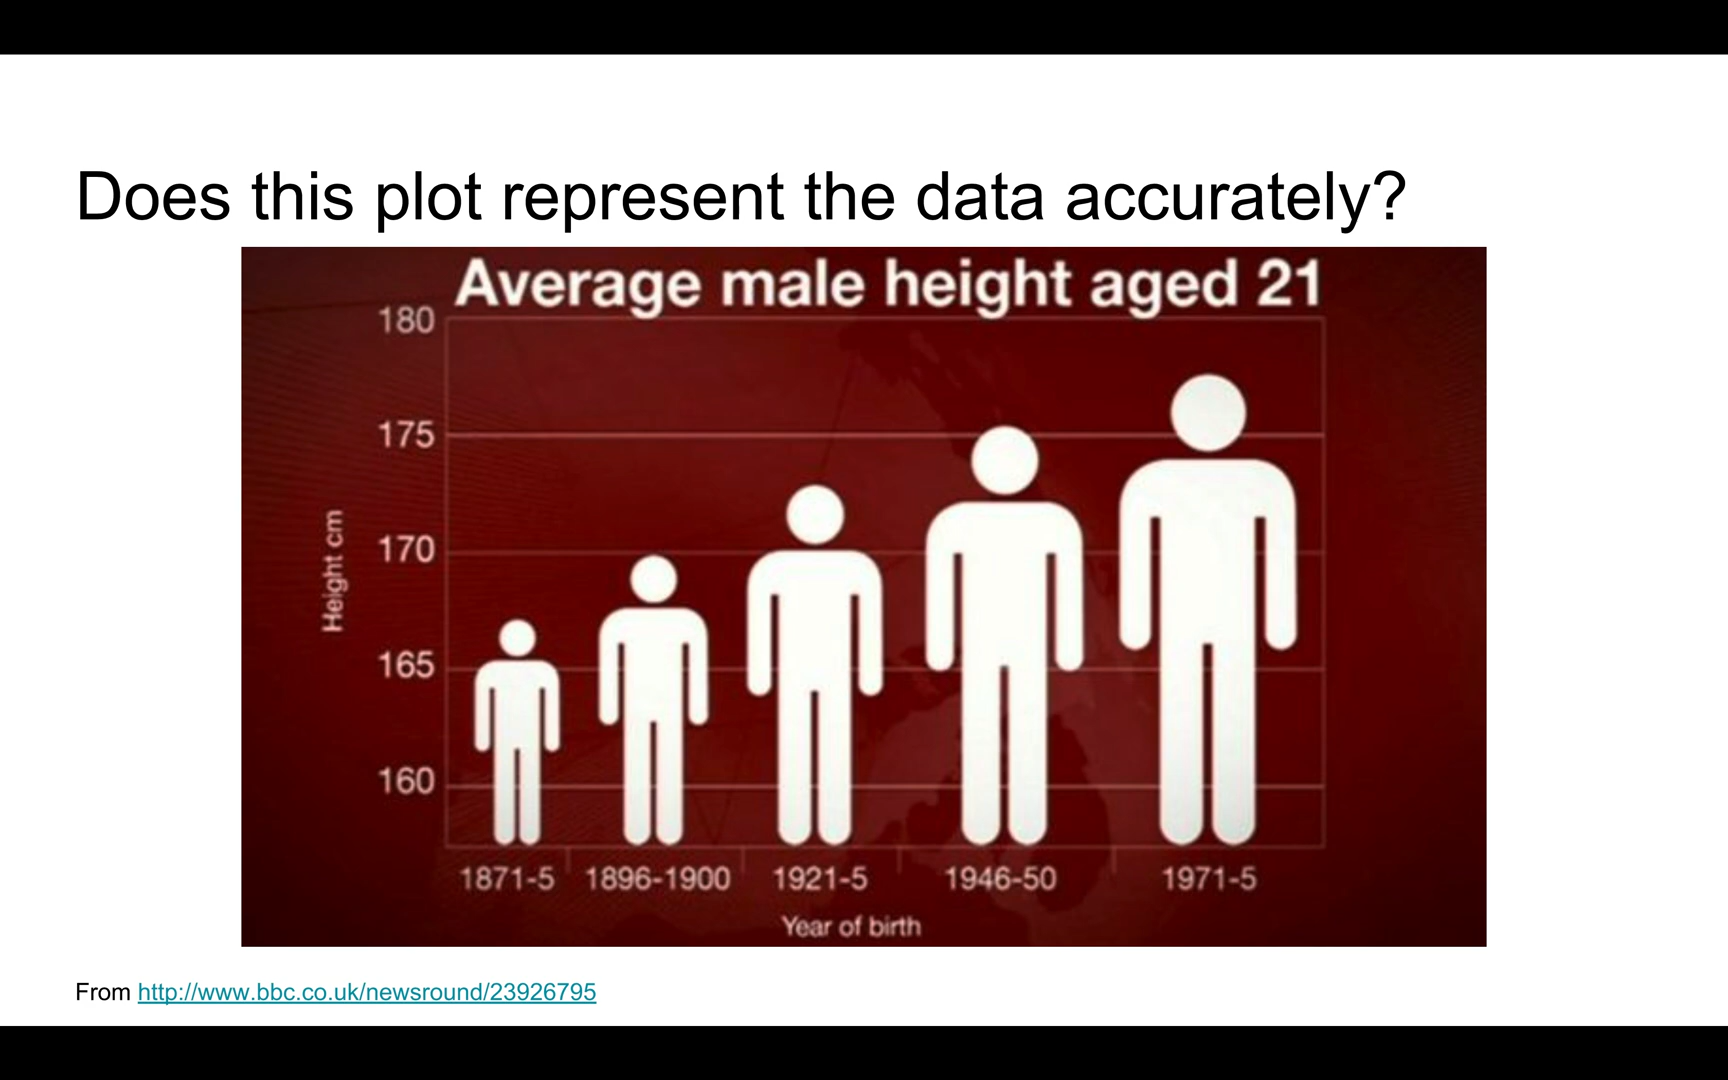 Does this plot represent the data accurately?
Average male height aged 21
180
175
170
165
160
Height cm
1871-5 1896-1900 1921-5 1946-50 1971-5
Year of birth
From http://www.bbc.co.uk/newsround/23926795